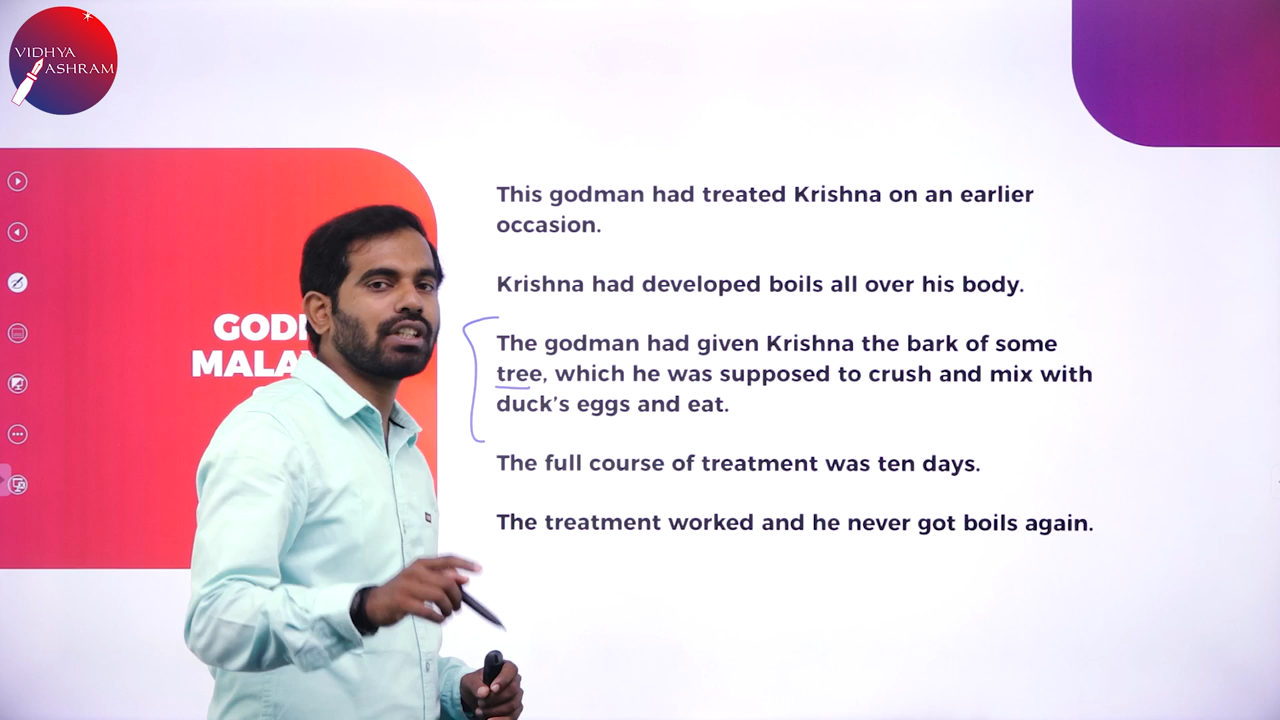 VIDHYA
ASHRAM
This godman had treated Krishna on an earlier
occasion.
Krishna had developed boils all over his body.
The godman had given Krishna the bark of some
tree, which he was supposed to crush and mix with
duck's eggs and eat.
The full course of treatment was ten days.
The treatment worked and he never got boils again.